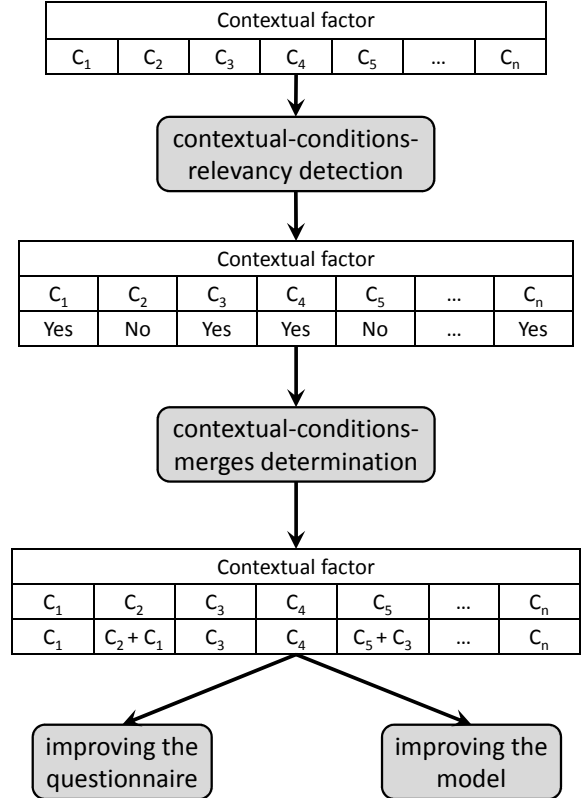 Contextual factor
C₁ C₂ C₃ C₄ C₅ ... Cₙ
contextual-conditions-
relevancy detection
Contextual factor
C₁ C₂ C₃ C₄ C₅ ... Cₙ
Yes No Yes Yes No ... Yes
contextual-conditions-
merges determination
Contextual factor
C₁ C₂ C₃ C₄ C₅ ... Cₙ
C₁ C₂ + C₁ C₃ C₄ C₅ + C₃ ... Cₙ
improving the
questionnaire
improving the
model